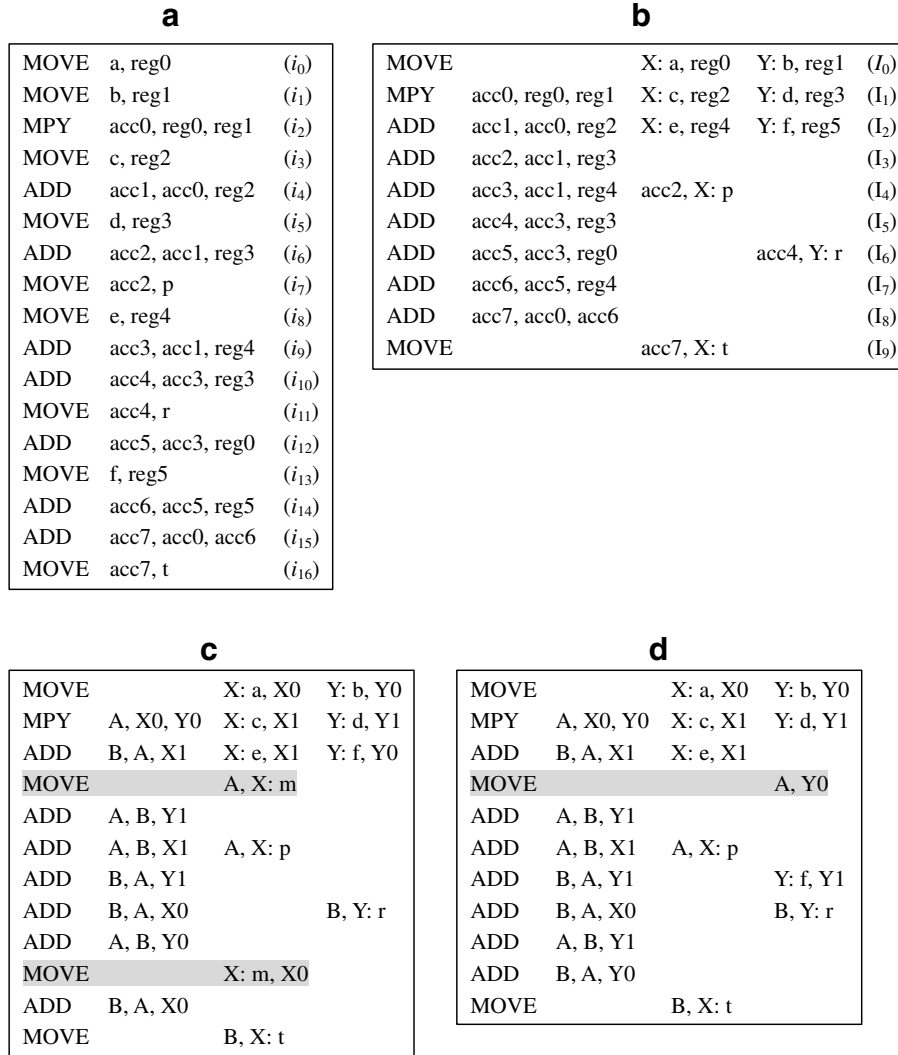 a
MOVE a, reg0 (i0)
MOVE b, reg1 (i1)
MPY acc0, reg0, reg1 (i2)
MOVE c, reg2 (i3)
ADD acc1, acc0, reg2 (i4)
MOVE d, reg3 (i5)
ADD acc2, acc1, reg3 (i6)
MOVE acc2, p (i7)
MOVE e, reg4 (i8)
ADD acc3, acc1, reg4 (i9)
ADD acc4, acc3, reg3 (i10)
MOVE acc4, r (i11)
ADD acc5, acc3, reg0 (i12)
MOVE f, reg5 (i13)
ADD acc6, acc5, reg5 (i14)
ADD acc7, acc0, acc6 (i15)
MOVE acc7, t (i16)
b
MOVE X: a, reg0 Y: b, reg1 (I0)
MPY acc0, reg0, reg1 X: c, reg2 Y: d, reg3 (I1)
ADD acc1, acc0, reg2 X: e, reg4 Y: f, reg5 (I2)
ADD acc2, acc1, reg3 (I3)
ADD acc3, acc1, reg4 acc2, X: p (I4)
ADD acc4, acc3, reg3 (I5)
ADD acc5, acc3, reg0 acc4, Y: r (I6)
ADD acc6, acc5, reg4 (I7)
ADD acc7, acc0, acc6 (I8)
MOVE acc7, X: t (I9)
c
MOVE X: a, X0 Y: b, Y0
MPY A, X0, Y0 X: c, X1 Y: d, Y1
ADD B, A, X1 X: e, X1 Y: f, Y0
MOVE A, X: m
ADD A, B, Y1
ADD A, B, X1 A, X: p
ADD B, A, Y1
ADD B, A, X0 B, Y: r
ADD A, B, Y0
MOVE X: m, X0
ADD B, A, X0
MOVE B, X: t
d
MOVE X: a, X0 Y: b, Y0
MPY A, X0, Y0 X: c, X1 Y: d, Y1
ADD B, A, X1 X: e, X1
MOVE A, Y0
ADD A, B, Y1
ADD A, B, X1 A, X: p
ADD B, A, Y1 Y: f, Y1
ADD B, A, X0 B, Y: r
ADD A, B, Y1
ADD B, A, Y0
MOVE B, X: t